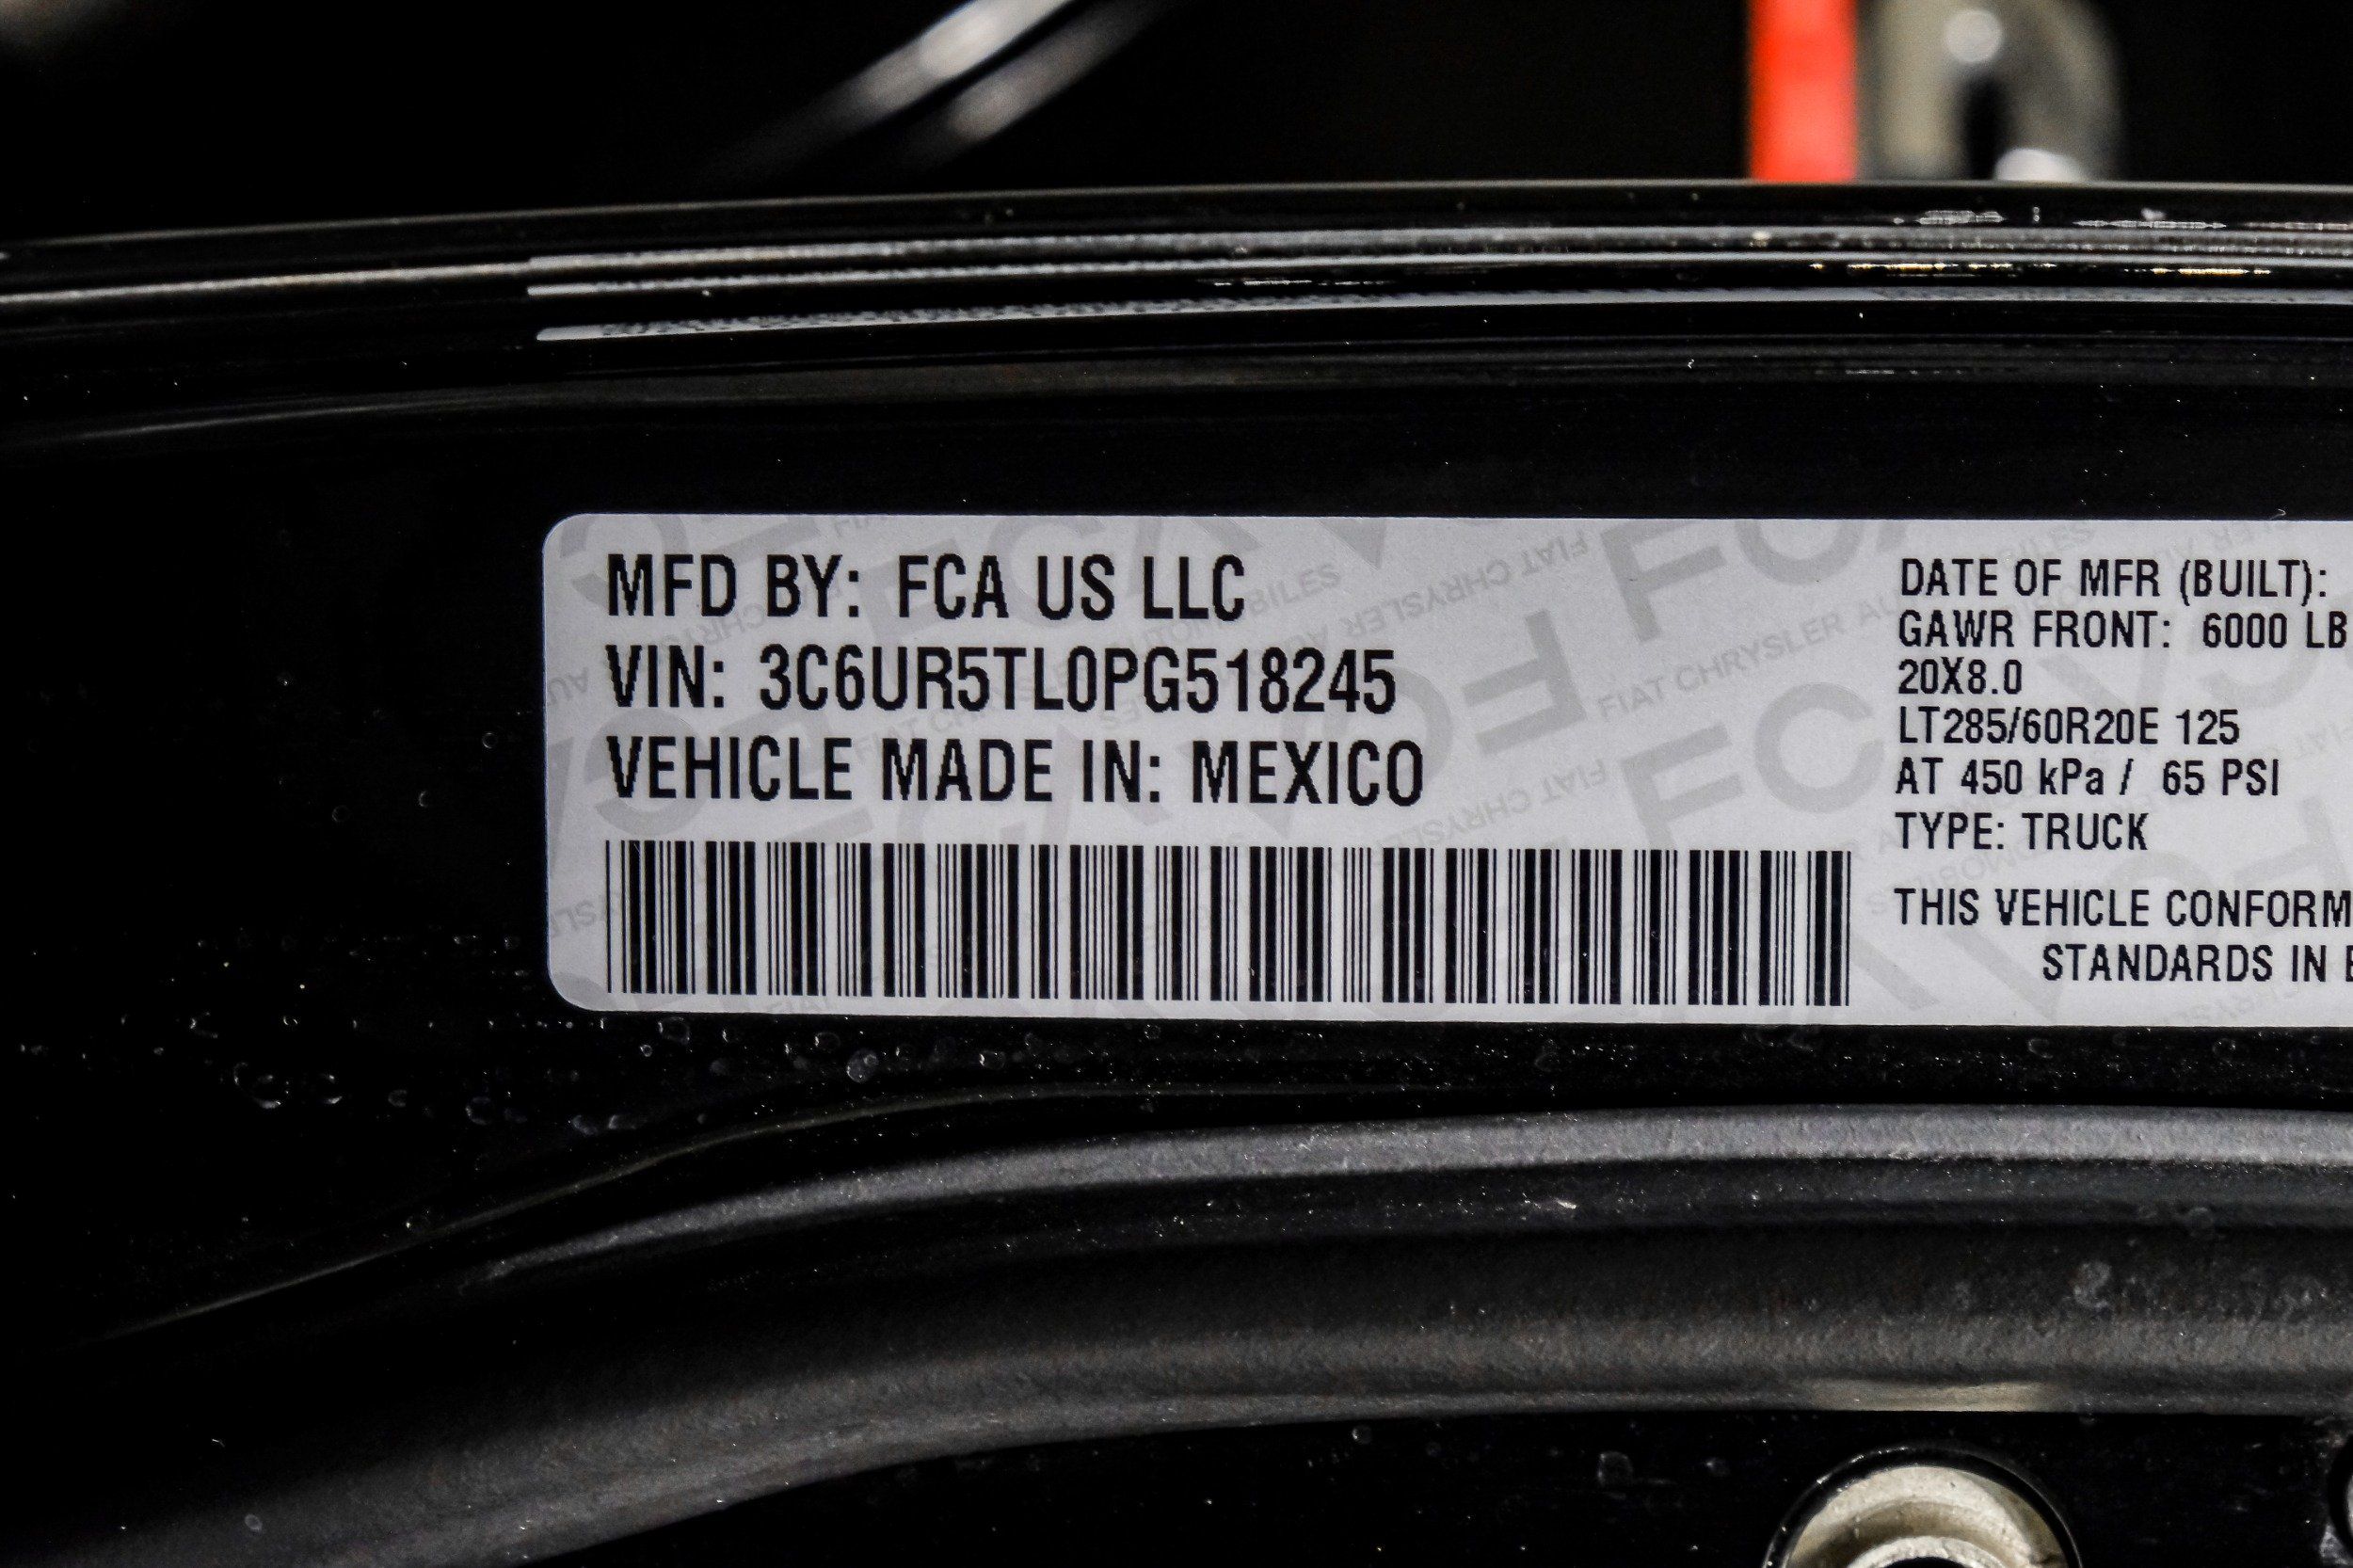 MFD BY: FCA US LLC
VIN: 3C6UR5TL0PG518245
VEHICLE MADE IN: MEXICO
DATE OF MFR (BUILT):
GAWR FRONT: 6000 LB
20X8.0
LT285/60R20E 125
AT 450 kPa / 65 PSI
TYPE: TRUCK
THIS VEHICLE CONFORM
STANDARDS IN